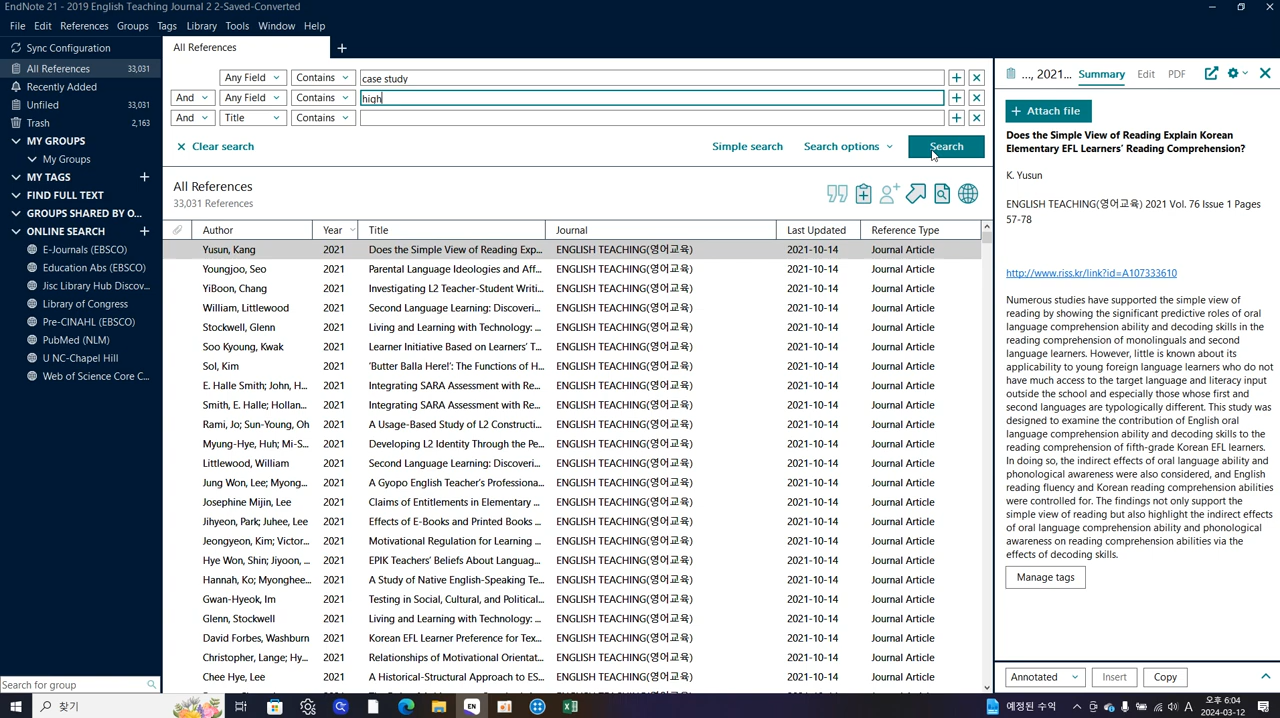 EndNote 21 - 2019 English Teaching Journal 2 2-Saved-Converted
File Edit References Groups Tags Library Tools Window Help
Sync Configuration
All References 33,031
Recently Added
Unfiled 33,031
Trash 2,163
MY GROUPS
My Groups
MY TAGS
FIND FULL TEXT
GROUPS SHARED BY O...
ONLINE SEARCH
E-Journals (EBSCO)
Education Abs (EBSCO)
Jisc Library Hub Discov...
Library of Congress
Pre-CINAHL (EBSCO)
PubMed (NLM)
U NC-Chapel Hill
Web of Science Core C...
Search for group
All References
Any Field Contains case study
And Any Field Contains high
And Title Contains
Clear search Simple search Search options Search
All References
33,031 References
Author Year Title Journal Last Updated Reference Type
Yusun, Kang 2021 Does the Simple View of Reading Exp... ENGLISH TEACHING(영어교육) 2021-10-14 Journal Article
Youngjoo, Seo 2021 Parental Language Ideologies and Aff... ENGLISH TEACHING(영어교육) 2021-10-14 Journal Article
YiBoon, Chang 2021 Investigating L2 Teacher-Student Writi... ENGLISH TEACHING(영어교육) 2021-10-14 Journal Article
William, Littlewood 2021 Second Language Learning: Discoveri... ENGLISH TEACHING(영어교육) 2021-10-14 Journal Article
Stockwell, Glenn 2021 Living and Learning with Technology: ... ENGLISH TEACHING(영어교육) 2021-10-14 Journal Article
Soo Kyoung, Kwak 2021 Learner Initiative Based on Learners' T... ENGLISH TEACHING(영어교육) 2021-10-14 Journal Article
Sol, Kim 2021 'Butter Balla Here!': The Functions of H... ENGLISH TEACHING(영어교육) 2021-10-14 Journal Article
E. Halle Smith; John, H... 2021 Integrating SARA Assessment with Re... ENGLISH TEACHING(영어교육) 2021-10-14 Journal Article
Smith, E. Halle; Hollan... 2021 Integrating SARA Assessment with Re... ENGLISH TEACHING(영어교육) 2021-10-14 Journal Article
Rami, Jo; Sun-Young, Oh 2021 A Usage-Based Study of L2 Constructi... ENGLISH TEACHING(영어교육) 2021-10-14 Journal Article
Myung-Hye, Huh; Mi-S... 2021 Developing L2 Identity Through the Pe... ENGLISH TEACHING(영어교육) 2021-10-14 Journal Article
Littlewood, William 2021 Second Language Learning: Discoveri... ENGLISH TEACHING(영어교육) 2021-10-14 Journal Article
Jung Won, Lee; Myong... 2021 A Gyopo English Teacher's Professiona... ENGLISH TEACHING(영어교육) 2021-10-14 Journal Article
Josephine Mijin, Lee 2021 Claims of Entitlements in Elementary ... ENGLISH TEACHING(영어교육) 2021-10-14 Journal Article
Jihyeon, Park; Juhee, Lee 2021 Effects of E-Books and Printed Books ... ENGLISH TEACHING(영어교육) 2021-10-14 Journal Article
Jeongyeon, Kim; Victor... 2021 Motivational Regulation for Learning ... ENGLISH TEACHING(영어교육) 2021-10-14 Journal Article
Hye Won, Shin; Jiyoon, ... 2021 EPIK Teachers' Beliefs About Languag... ENGLISH TEACHING(영어교육) 2021-10-14 Journal Article
Hannah, Ko; Myonghee... 2021 A Study of Native English-Speaking Te... ENGLISH TEACHING(영어교육) 2021-10-14 Journal Article
Gwan-Hyeok, Im 2021 Testing in Social, Cultural, and Political... ENGLISH TEACHING(영어교육) 2021-10-14 Journal Article
Glenn, Stockwell 2021 Living and Learning with Technology: ... ENGLISH TEACHING(영어교육) 2021-10-14 Journal Article
David Forbes, Washburn 2021 Korean EFL Learner Preference for Tex... ENGLISH TEACHING(영어교육) 2021-10-14 Journal Article
Christopher, Lange; Hy... 2021 Relationships of Motivational Orientat... ENGLISH TEACHING(영어교육) 2021-10-14 Journal Article
Chee Hye, Lee 2021 A Historical-Structural Approach to ES... ENGLISH TEACHING(영어교육) 2021-10-14 Journal Article
..., 2021... Summary Edit PDF
Attach file
Does the Simple View of Reading Explain Korean
Elementary EFL Learners' Reading Comprehension?
K. Yusun
ENGLISH TEACHING(영어교육) 2021 Vol. 76 Issue 1 Pages
57-78
http://www.riss.kr/link?id=A107333610
Numerous studies have supported the simple view of
reading by showing the significant predictive roles of oral
language comprehension ability and decoding skills in the
reading comprehension of monolinguals and second
language learners. However, little is known about its
applicability to young foreign language learners who do not
have much access to the target language and literacy input
outside the school and especially those whose first and
second languages are typologically different. This study was
designed to examine the contribution of English oral
language comprehension ability and decoding skills to the
reading comprehension of fifth-grade Korean EFL learners.
In doing so, the indirect effects of oral language ability and
phonological awareness were also considered, and English
reading fluency and Korean reading comprehension abilities
were controlled for. The findings not only support the
simple view of reading but also highlight the indirect effects
of oral language comprehension ability and phonological
awareness on reading comprehension abilities via the
effects of decoding skills.
Manage tags
Annotated Insert Copy
찾기
EN
예정된 수익
A
오후 6:04
2024-03-12